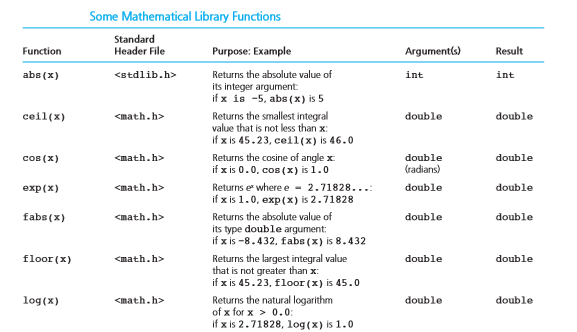 Some Mathematical Library Functions
Standard
Function Header File Purpose: Example Argument(s) Result
abs(x) <stdlib.h> Returns the absolute value of int int
its integer argument:
if x is -5, abs(x) is 5
ceil(x) <math.h> Returns the smallest integral double double
value that is not less than x:
if x is 45.23, ceil(x) is 46.0
cos(x) <math.h> Returns the cosine of angle x: double double
if x is 0.0, cos(x) is 1.0 (radians)
exp(x) <math.h> Returns eˣ where e = 2.71828...: double double
if x is 1.0, exp(x) is 2.71828
fabs(x) <math.h> Returns the absolute value of double double
its type double argument:
if x is -8.432, fabs(x) is 8.432
floor(x) <math.h> Returns the largest integral value double double
that is not greater than x:
if x is 45.23, floor(x) is 45.0
log(x) <math.h> Returns the natural logarithm double double
of x for x > 0.0:
if x is 2.71828, log(x) is 1.0